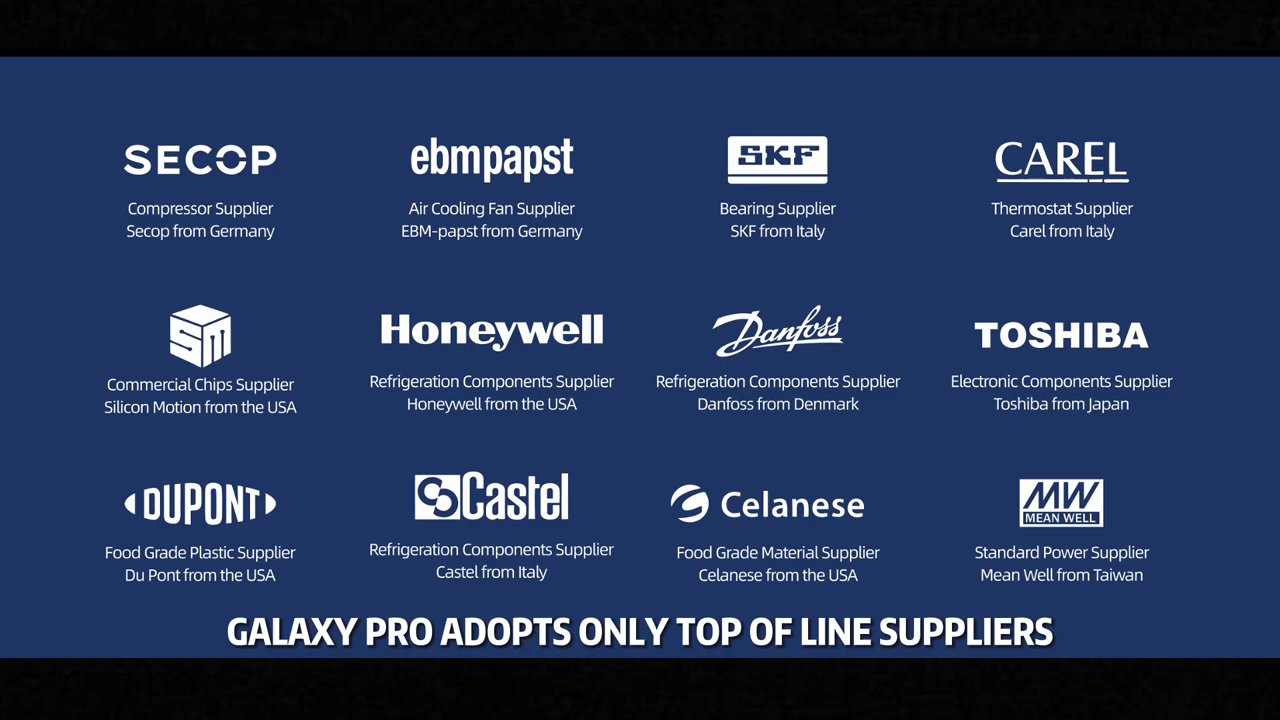 SECOP
Compressor Supplier
Secop from Germany
ebmpapst
Air Cooling Fan Supplier
EBM-papst from Germany
SKF
Bearing Supplier
SKF from Italy
CAREL
Thermostat Supplier
Carel from Italy
SM
Commercial Chips Supplier
Silicon Motion from the USA
Honeywell
Refrigeration Components Supplier
Honeywell from the USA
Danfoss
Refrigeration Components Supplier
Danfoss from Denmark
TOSHIBA
Electronic Components Supplier
Toshiba from Japan
DUPONT
Food Grade Plastic Supplier
Du Pont from the USA
Castel
Refrigeration Components Supplier
Castel from Italy
Celanese
Food Grade Material Supplier
Celanese from the USA
MW
MEAN WELL
Standard Power Supplier
Mean Well from Taiwan
GALAXY PRO ADOPTS ONLY TOP OF LINE SUPPLIERS